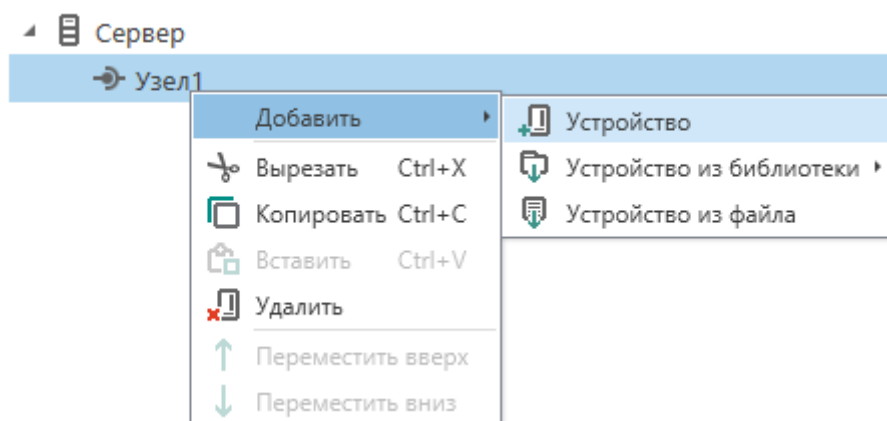 Сервер
Узел1
Добавить
Устройство
Вырезать Ctrl+X
Устройство из библиотеки
Копировать Ctrl+C
Устройство из файла
Вставить Ctrl+V
Удалить
Переместить вверх
Переместить вниз